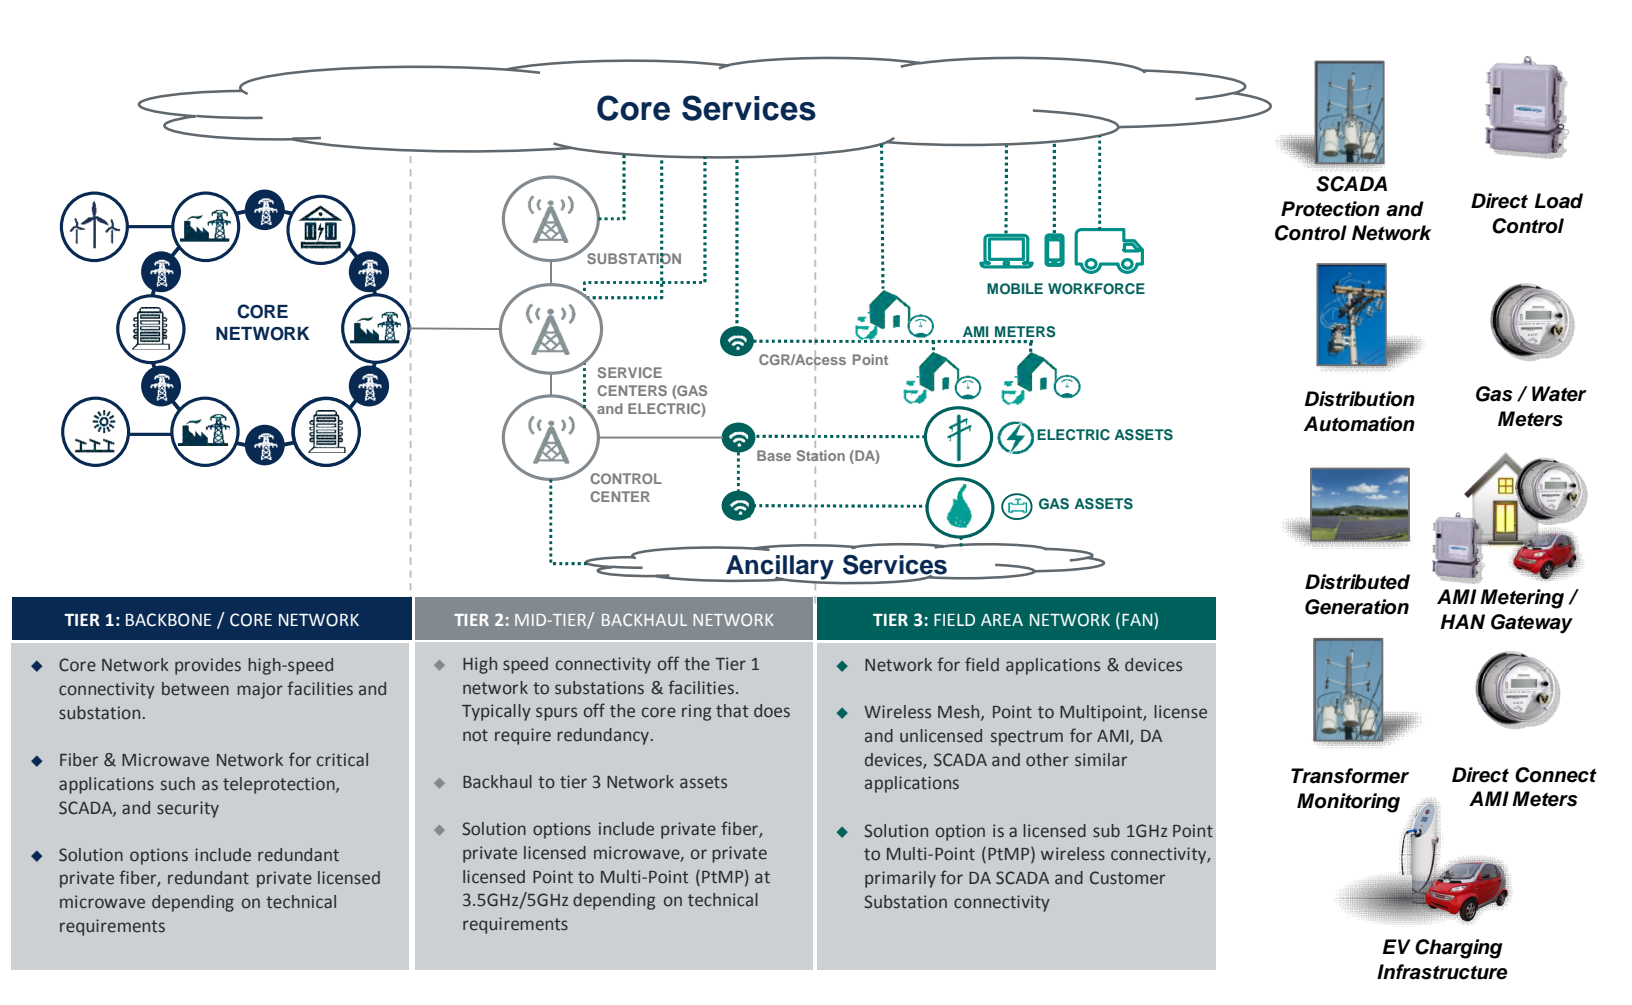 Core Services
CORE
NETWORK
SUBSTATION
SERVICE
CENTERS (GAS
and ELECTRIC)
CONTROL
CENTER
MOBILE WORKFORCE
AMI METERS
CGR/Access Point
ELECTRIC ASSETS
Base Station (DA)
GAS ASSETS
Ancillary Services
TIER 1: BACKBONE / CORE NETWORK
Core Network provides high-speed
connectivity between major facilities and
substation.
Fiber & Microwave Network for critical
applications such as teleprotection,
SCADA, and security
Solution options include redundant
private fiber, redundant private licensed
microwave depending on technical
requirements
TIER 2: MID-TIER/ BACKHAUL NETWORK
High speed connectivity off the Tier 1
network to substations & facilities.
Typically spurs off the core ring that does
not require redundancy.
Backhaul to tier 3 Network assets
Solution options include private fiber,
private licensed microwave, or private
licensed Point to Multi-Point (PtMP) at
3.5GHz/5GHz depending on technical
requirements
TIER 3: FIELD AREA NETWORK (FAN)
Network for field applications & devices
Wireless Mesh, Point to Multipoint, license
and unlicensed spectrum for AMI, DA
devices, SCADA and other similar
applications
Solution option is a licensed sub 1GHz Point
to Multi-Point (PtMP) wireless connectivity,
primarily for DA SCADA and Customer
Substation connectivity
SCADA
Protection and
Control Network
Direct Load
Control
Distribution
Automation
Gas / Water
Meters
Distributed
Generation
AMI Metering /
HAN Gateway
Transformer
Monitoring
Direct Connect
AMI Meters
EV Charging
Infrastructure